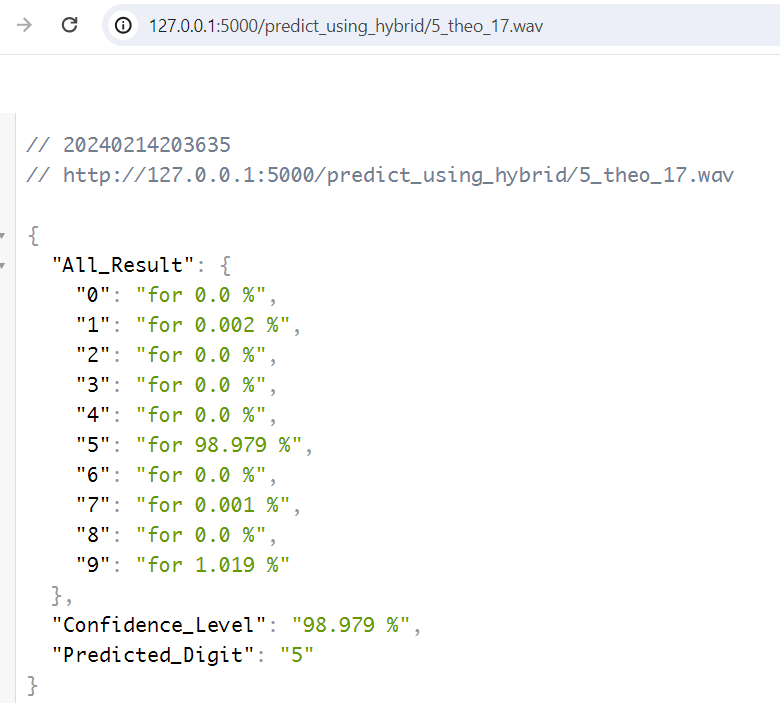 127.0.0.1:5000/predict_using_hybrid/5_theo_17.wav
// 20240214203635
// http://127.0.0.1:5000/predict_using_hybrid/5_theo_17.wav
{
"All_Result": {
"0": "for 0.0 %",
"1": "for 0.002 %",
"2": "for 0.0 %",
"3": "for 0.0 %",
"4": "for 0.0 %",
"5": "for 98.979 %",
"6": "for 0.0 %",
"7": "for 0.001 %",
"8": "for 0.0 %",
"9": "for 1.019 %"
},
"Confidence_Level": "98.979 %",
"Predicted_Digit": "5"
}